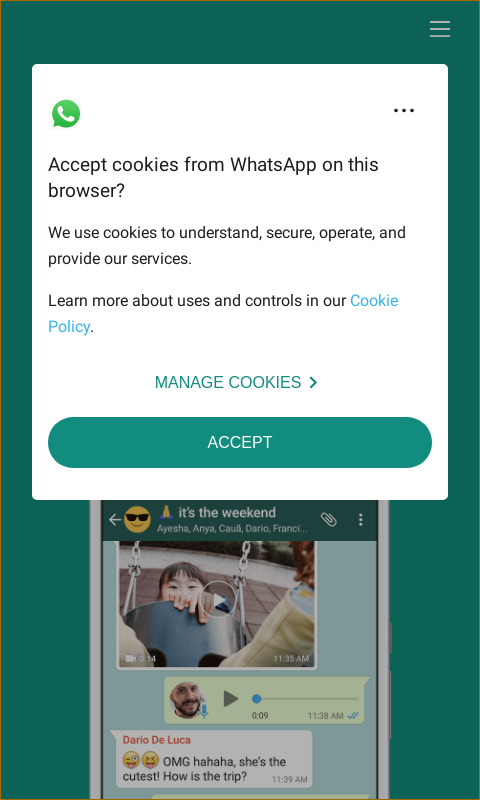 Accept cookies from WhatsApp on this
browser?
We use cookies to understand, secure, operate, and
provide our services.
Learn more about uses and controls in our Cookie
Policy.
MANAGE COOKIES
ACCEPT
it's the weekend
Ayesha, Anya, Cauã, Dario, Franci...
0:14 11:35 AM
0:09 11:38 AM
Dario De Luca
OMG hahaha, she's the
cutest! How is the trip?
11:39 AM